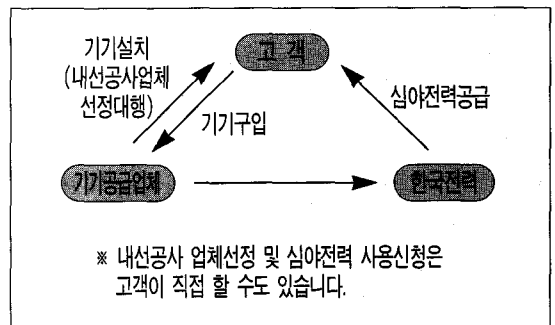 고 객
기기설치
(내선공사업체
선정대행)
기기구입
심야전력공급
기기공급업체
한국전력
※ 내선공사 업체선정 및 심야전력 사용신청은
고객이 직접 할 수도 있습니다.